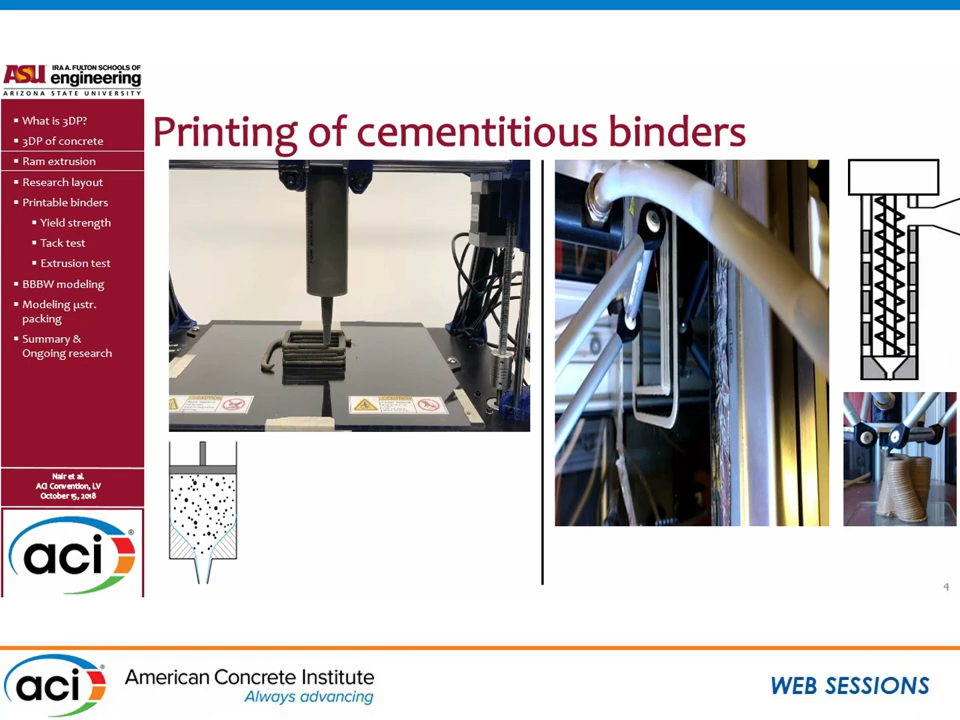 ASU IRA A. FULTON SCHOOLS OF
engineering
ARIZONA STATE UNIVERSITY
▪ What is 3DP?
▪ 3DP of concrete
▪ Ram extrusion
▪ Research layout
▪ Printable binders
▪ Yield strength
▪ Tack test
▪ Extrusion test
▪ BBBW modeling
▪ Modeling µstr.
packing
▪ Summary &
Ongoing research
Nair et al.
ACI Convention, LV
October 15, 2018
aci®
Printing of cementitious binders
CAUTION
CAUTION
4
aci®
American Concrete Institute
Always advancing
WEB SESSIONS